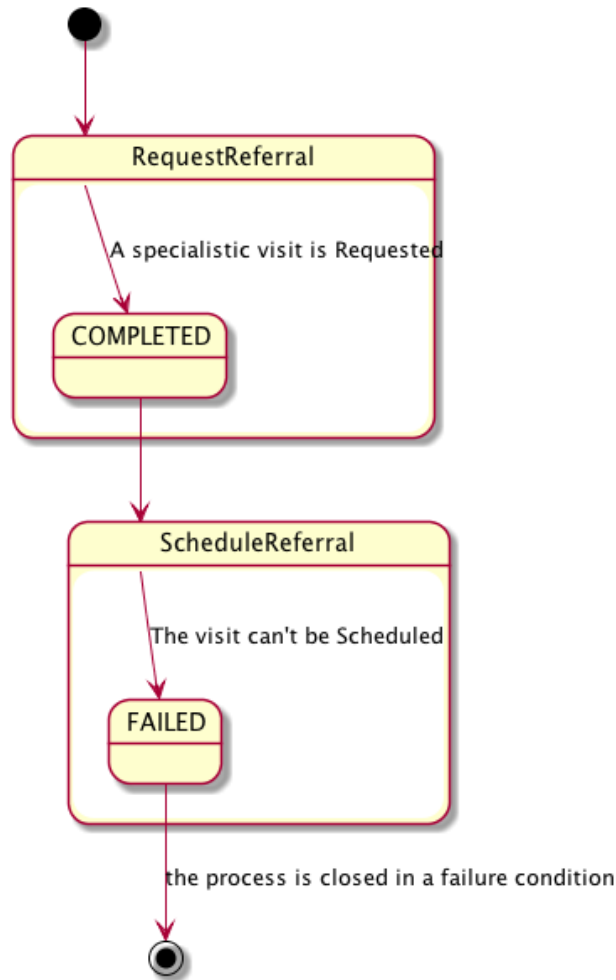 RequestReferral
A specialistic visit is Requested
COMPLETED
ScheduleReferral
The visit can't be Scheduled
FAILED
the process is closed in a failure condition